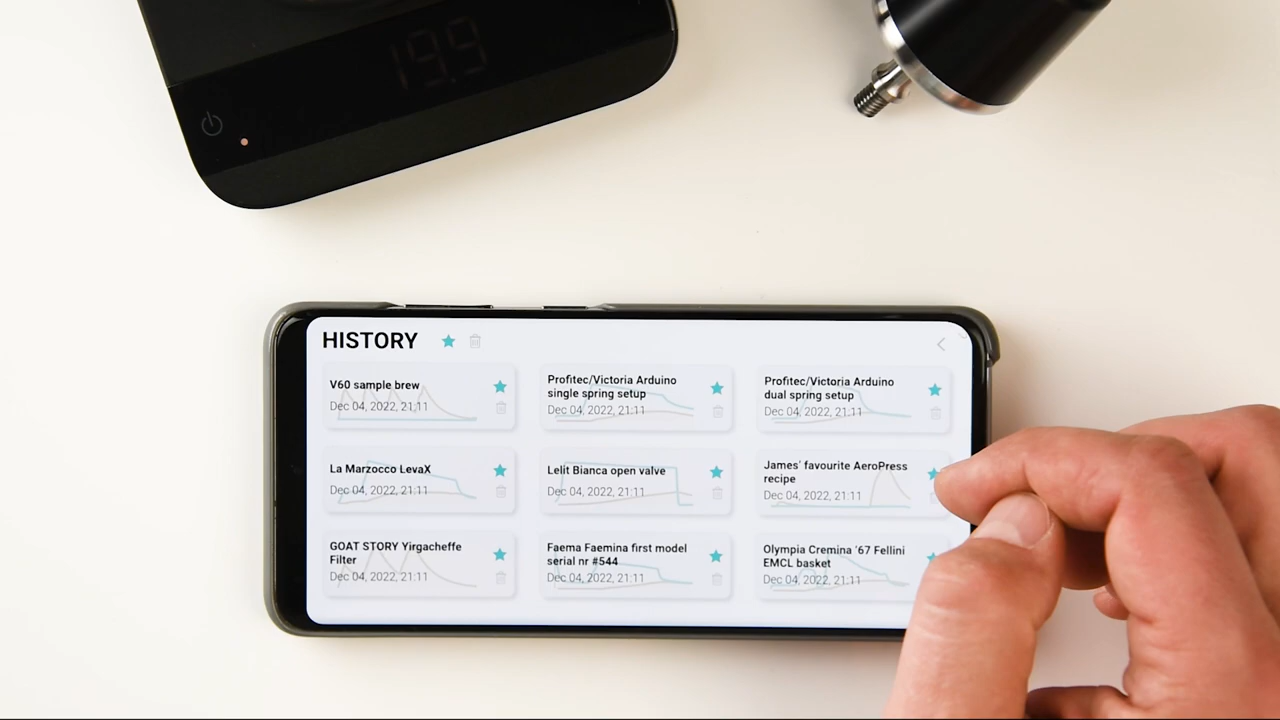 19.9
HISTORY
V60 sample brew
Dec 04, 2022, 21:11
Profitec/Victoria Arduino
single spring setup
Dec 04, 2022, 21:11
Profitec/Victoria Arduino
dual spring setup
Dec 04, 2022, 21:11
La Marzocco LevaX
Dec 04, 2022, 21:11
Lelit Bianca open valve
Dec 04, 2022, 21:11
James' favourite AeroPress
recipe
Dec 04, 2022, 21:11
GOAT STORY Yirgacheffe
Filter
Dec 04, 2022, 21:11
Faema Faemina first model
serial nr #544
Dec 04, 2022, 21:11
Olympia Cremina '67 Fellini
EMCL basket
Dec 04, 2022, 21:11